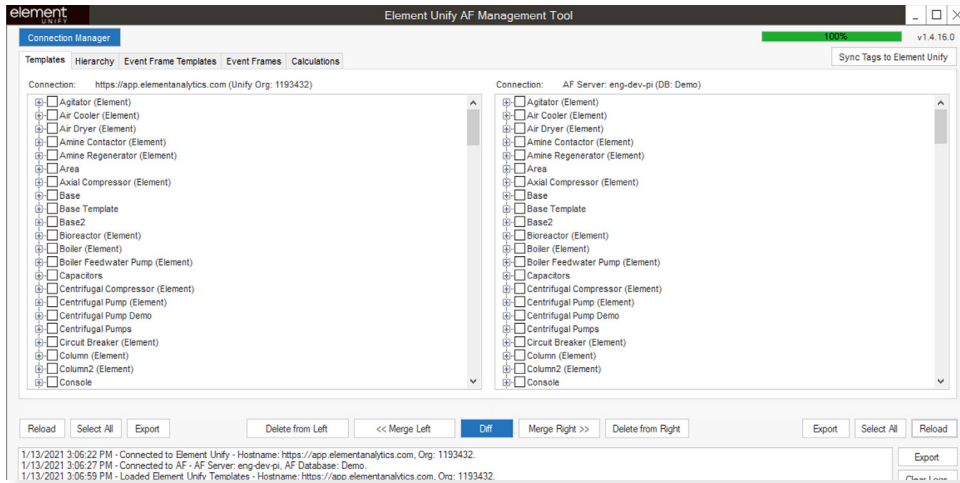 element
UNIFY
Element Unify AF Management Tool
Connection Manager
100%
v1.4.16.0
Templates Hierarchy Event Frame Templates Event Frames Calculations
Sync Tags to Element Unify
Connection: https://app.elementanalytics.com (Unify Org: 1193432)
Connection: AF Server: eng-dev-pi (DB: Demo)
Agitator (Element)
Air Cooler (Element)
Air Dryer (Element)
Amine Contactor (Element)
Amine Regenerator (Element)
Area
Axial Compressor (Element)
Base
Base Template
Base2
Bioreactor (Element)
Boiler (Element)
Boiler Feedwater Pump (Element)
Capacitors
Centrifugal Compressor (Element)
Centrifugal Pump (Element)
Centrifugal Pump Demo
Centrifugal Pumps
Circuit Breaker (Element)
Column (Element)
Column2 (Element)
Console
Agitator (Element)
Air Cooler (Element)
Air Dryer (Element)
Amine Contactor (Element)
Amine Regenerator (Element)
Area
Axial Compressor (Element)
Base
Base Template
Base2
Bioreactor (Element)
Boiler (Element)
Boiler Feedwater Pump (Element)
Capacitors
Centrifugal Compressor (Element)
Centrifugal Pump (Element)
Centrifugal Pump Demo
Centrifugal Pumps
Circuit Breaker (Element)
Column (Element)
Column2 (Element)
Console
Reload Select All Export Delete from Left << Merge Left Diff Merge Right >> Delete from Right Export Select All Reload
1/13/2021 3:06:22 PM - Connected to Element Unify - Hostname: https://app.elementanalytics.com, Org: 1193432.
1/13/2021 3:06:27 PM - Connected to AF - AF Server: eng-dev-pi, AF Database: Demo.
1/13/2021 3:06:59 PM - Loaded Element Unify Templates - Hostname: https://app.elementanalytics.com, Org: 1193432.
Export
Clear Logs